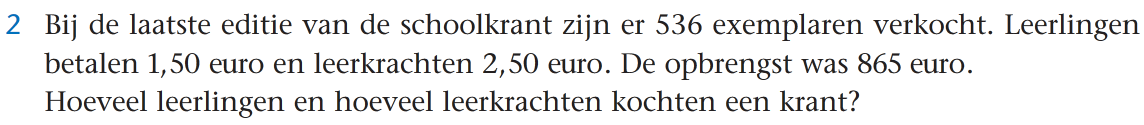 2 Bij de laatste editie van de schoolkrant zijn er 536 exemplaren verkocht. Leerlingen
betalen 1,50 euro en leerkrachten 2,50 euro. De opbrengst was 865 euro.
Hoeveel leerlingen en hoeveel leerkrachten kochten een krant?